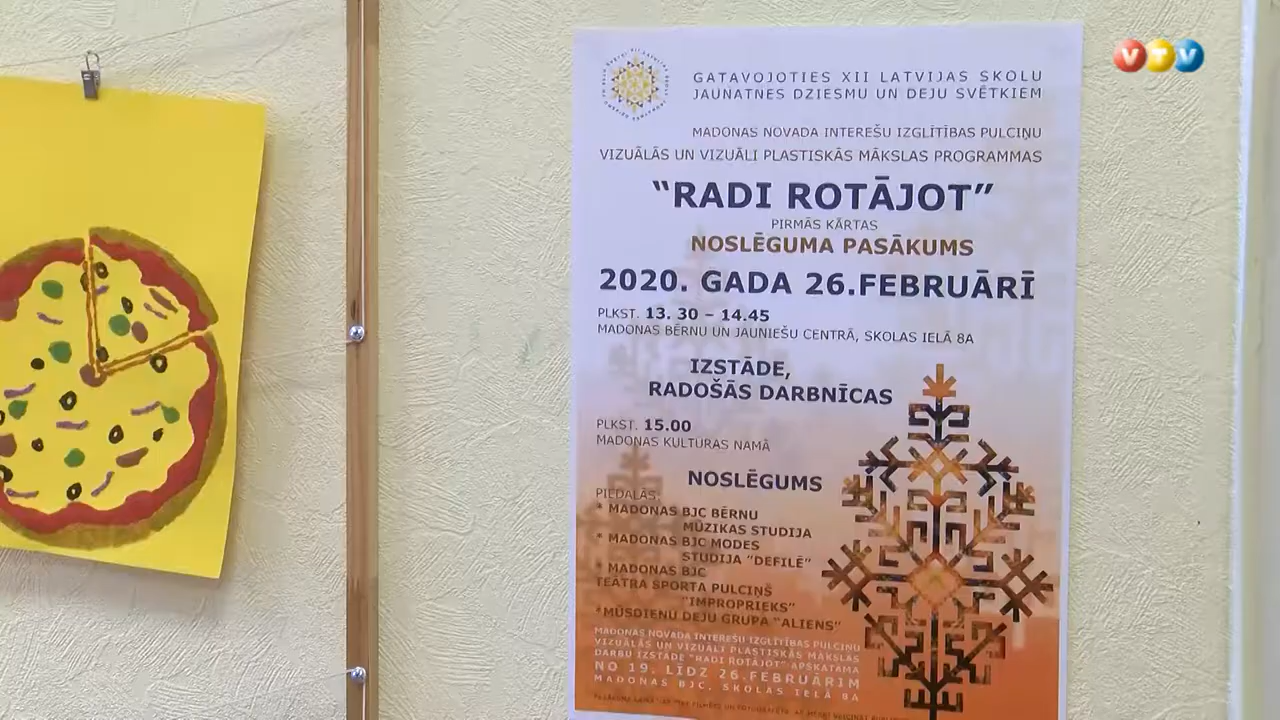 VTV
GATAVOJOTIES XII LATVIJAS SKOLU
JAUNATNES DZIESMU UN DEJU SVĒTKIEM
MADONAS NOVADA INTEREŠU IZGLĪTĪBAS PULCIŅU
VIZUĀLĀS UN VIZUĀLI PLASTISKĀS MĀKSLAS PROGRAMMAS
“RADI ROTĀJOT”
PIRMĀS KĀRTAS
NOSLĒGUMA PASĀKUMS
2020. GADA 26.FEBRUĀRĪ
PLKST. 13. 30 – 14.45
MADONAS BĒRNU UN JAUNIEŠU CENTRĀ, SKOLAS IELĀ 8A
IZSTĀDE,
RADOŠĀS DARBNĪCAS
PLKST. 15.00
MADONAS KULTŪRAS NAMĀ
NOSLĒGUMS
PIEDALĀS:
* MADONAS BJC BĒRNU
MŪZIKAS STUDIJA
* MADONAS BJC MODES
STUDIJA “DEFILĒ”
* MADONAS BJC
TEĀTRA SPORTA PULCIŅŠ
“IMPROPRIEKS”
*MŪSDIENU DEJU GRUPA “ALIENS”
MADONAS NOVADA INTEREŠU IZGLĪTĪBAS PULCIŅU
VIZUĀLĀS UN VIZUĀLI PLASTISKĀS MĀKSLAS
DARBU IZSTĀDE “RADI ROTĀJOT” APSKATĀMA
NO 19. LĪDZ 26.FEBRUĀRIM
MADONAS BJC, SKOLAS IELĀ 8A